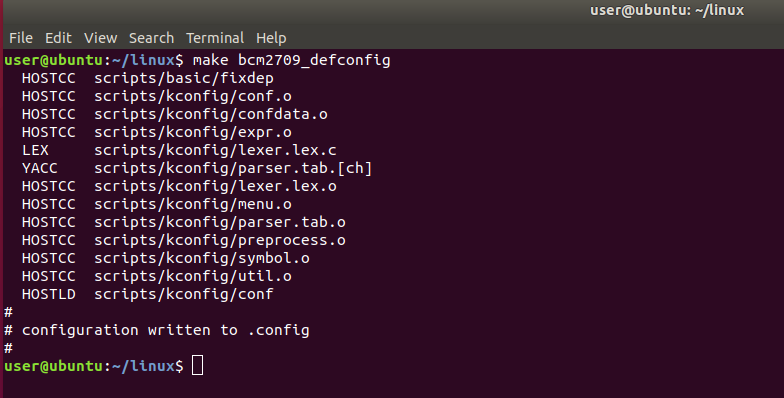 user@ubuntu: ~/linux
File Edit View Search Terminal Help
user@ubuntu:~/linux$ make bcm2709_defconfig
  HOSTCC  scripts/basic/fixdep
  HOSTCC  scripts/kconfig/conf.o
  HOSTCC  scripts/kconfig/confdata.o
  HOSTCC  scripts/kconfig/expr.o
  LEX     scripts/kconfig/lexer.lex.c
  YACC    scripts/kconfig/parser.tab.[ch]
  HOSTCC  scripts/kconfig/lexer.lex.o
  HOSTCC  scripts/kconfig/menu.o
  HOSTCC  scripts/kconfig/parser.tab.o
  HOSTCC  scripts/kconfig/preprocess.o
  HOSTCC  scripts/kconfig/symbol.o
  HOSTCC  scripts/kconfig/util.o
  HOSTLD  scripts/kconfig/conf
#
# configuration written to .config
#
user@ubuntu:~/linux$